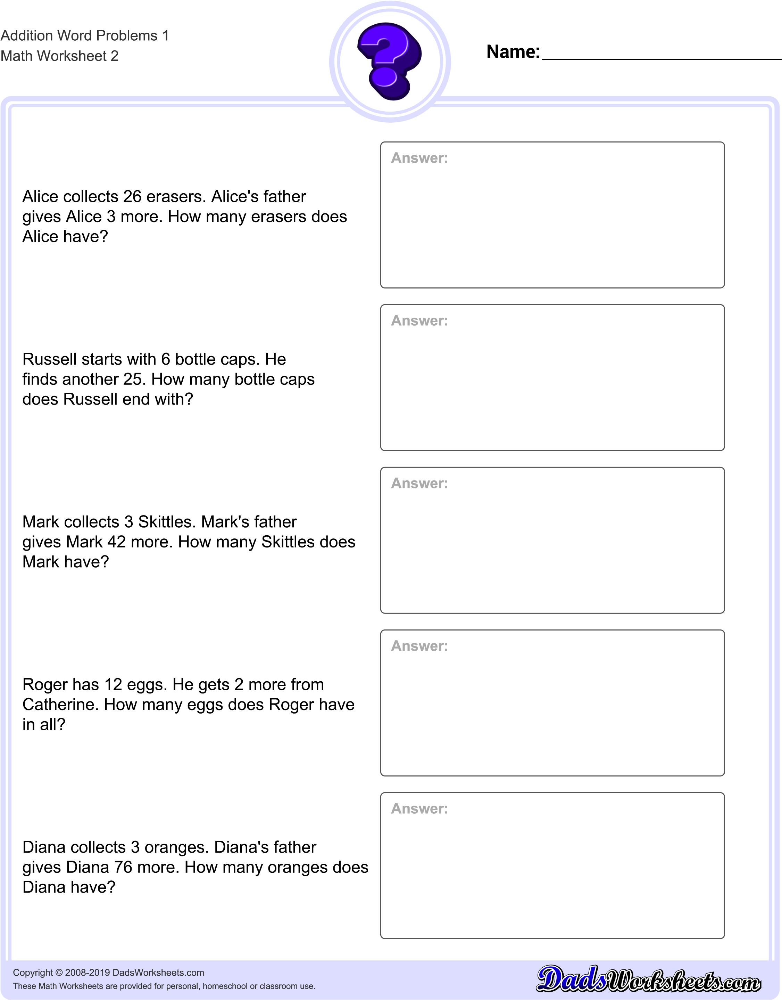 Addition Word Problems 1
Math Worksheet 2
Name:
Answer:
Alice collects 26 erasers. Alice's father
gives Alice 3 more. How many erasers does
Alice have?
Answer:
Russell starts with 6 bottle caps. He
finds another 25. How many bottle caps
does Russell end with?
Answer:
Mark collects 3 Skittles. Mark's father
gives Mark 42 more. How many Skittles does
Mark have?
Answer:
Roger has 12 eggs. He gets 2 more from
Catherine. How many eggs does Roger have
in all?
Answer:
Diana collects 3 oranges. Diana's father
gives Diana 76 more. How many oranges does
Diana have?
Copyright © 2008-2019 DadsWorksheets.com
These Math Worksheets are provided for personal, homeschool or classroom use.
DadsWorksheets.com